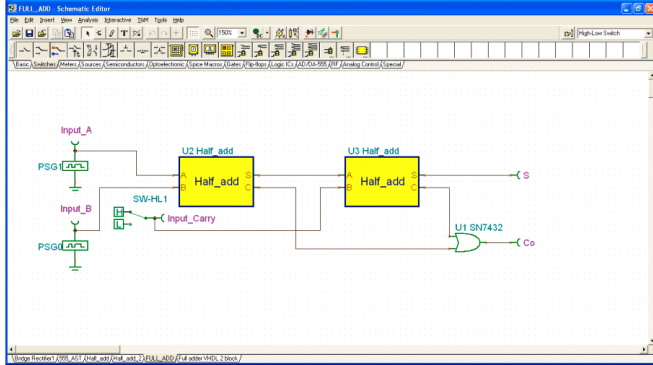 FULL_ADD - Schematic Editor
File Edit Insert View Analysis Interactive T&M Tools Help
150% High-Low Switch
Basic Switches Meters Sources Semiconductors Optoelectronic Spice Macros Gates Flip-flops Logic ICs AD/DA-555 RF Analog Control Special
Input_A
U2 Half_add U3 Half_add
PSG1
A S A S S
Half_add Half_add
B C B C
SW-HL1
Input_B
H
Input_Carry
L
U1 SN7432
PSG0
Co
Bridge Rectifier1 555_AST Half_add Half_add_2 FULL_ADD Full adder VHDL 2 block